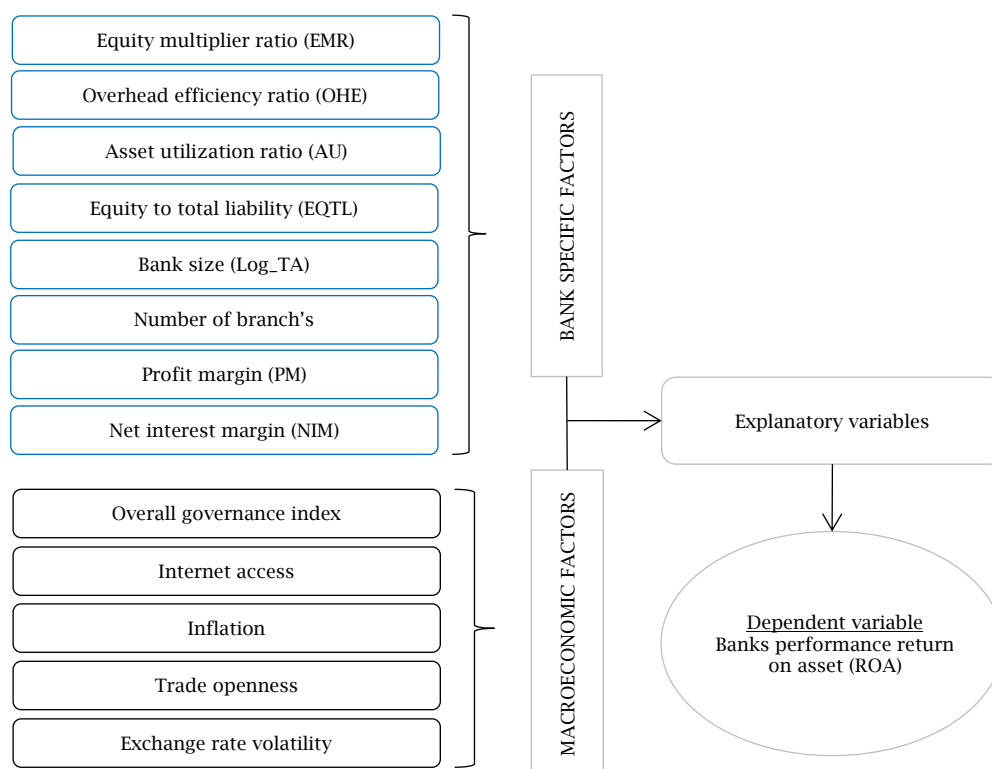 Equity multiplier ratio (EMR)
Overhead efficiency ratio (OHE)
Asset utilization ratio (AU)
Equity to total liability (EQTL)
Bank size (Log_TA)
Number of branch's
Profit margin (PM)
Net interest margin (NIM)
BANK SPECIFIC FACTORS
Overall governance index
Internet access
Inflation
Trade openness
Exchange rate volatility
MACROECONOMIC FACTORS
Explanatory variables
Dependent variable
Banks performance return
on asset (ROA)